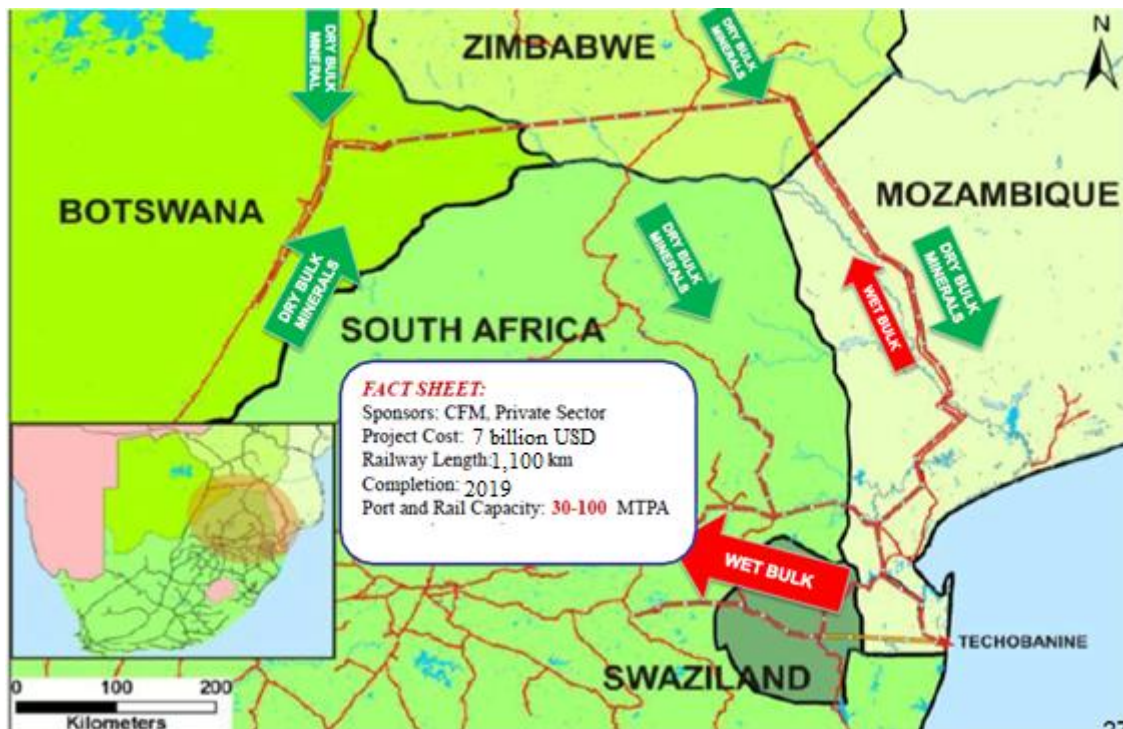 N
ZIMBABWE
DRY BULK
MINERAL
DRY BULK
MINERALS
BOTSWANA
MOZAMBIQUE
DRY BULK
MINERALS
DRY BULK
MINERALS
DRY BULK
MINERALS
WET BULK
SOUTH AFRICA
FACT SHEET:
Sponsors: CFM, Private Sector
Project Cost: 7 billion USD
Railway Length:1,100 km
Completion: 2019
Port and Rail Capacity: 30-100 MTPA
WET BULK
TECHOBANINE
SWAZILAND
0 100 200
Kilometers